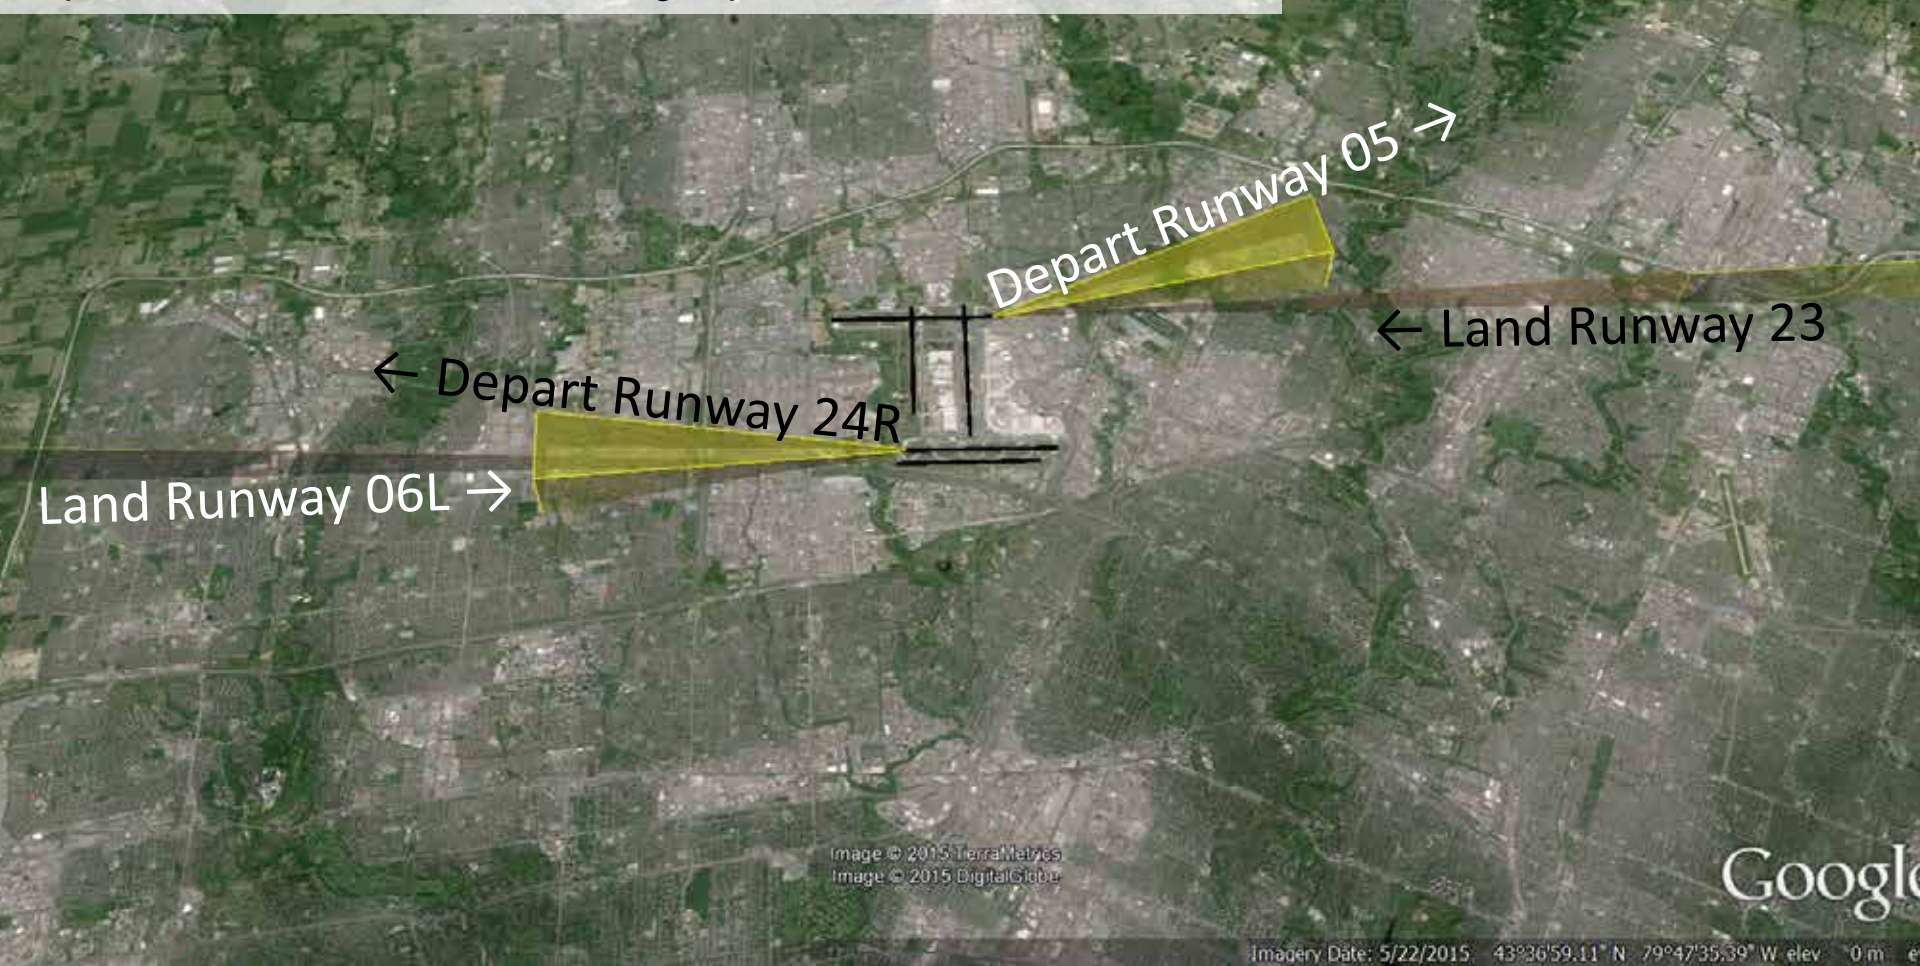 Depart Runway 05 →
← Land Runway 23
← Depart Runway 24R
Land Runway 06L →
Image © 2015 TerraMetrics
Image © 2015 DigitalGlobe
Google
Imagery Date: 5/22/2015 43°36'59.11" N 79°47'35.39" W elev 0 m